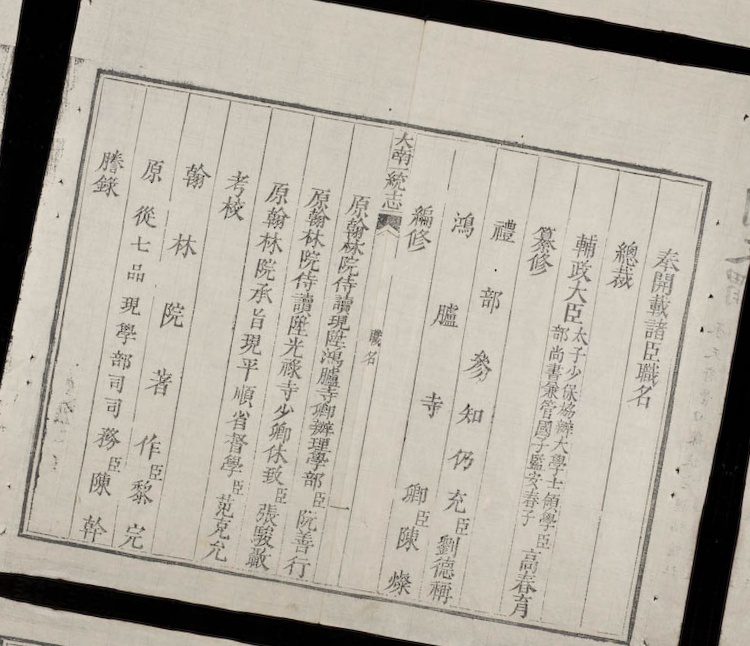 奉開載諸臣職名
總裁
輔政大臣太子少保協辦大學士領學部尚書兼管國子監安春子臣高春育
纂修
禮部參知仍充臣劉德稱
鴻臚寺卿臣陳燦
編修
大南一統志 職名 一
原翰林院侍讀現陞鴻臚寺卿辦理學部臣阮善行
原翰林院侍讀陞光祿寺少卿休致臣張駿
原翰林院承旨現平順省督學臣范克允
考校
翰林院著作臣黎完
原從七品現學部司司務臣陳幹
謄錄